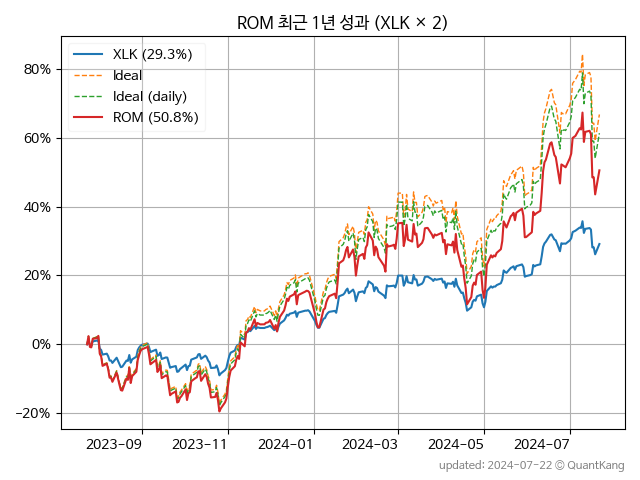 ROM 최근 1년 성과 (XLK × 2)
XLK (29.3%)
Ideal
Ideal (daily)
ROM (50.8%)
80%
60%
40%
20%
0%
−20%
2023-09
2023-11
2024-01
2024-03
2024-05
2024-07
updated: 2024-07-22 © QuantKang